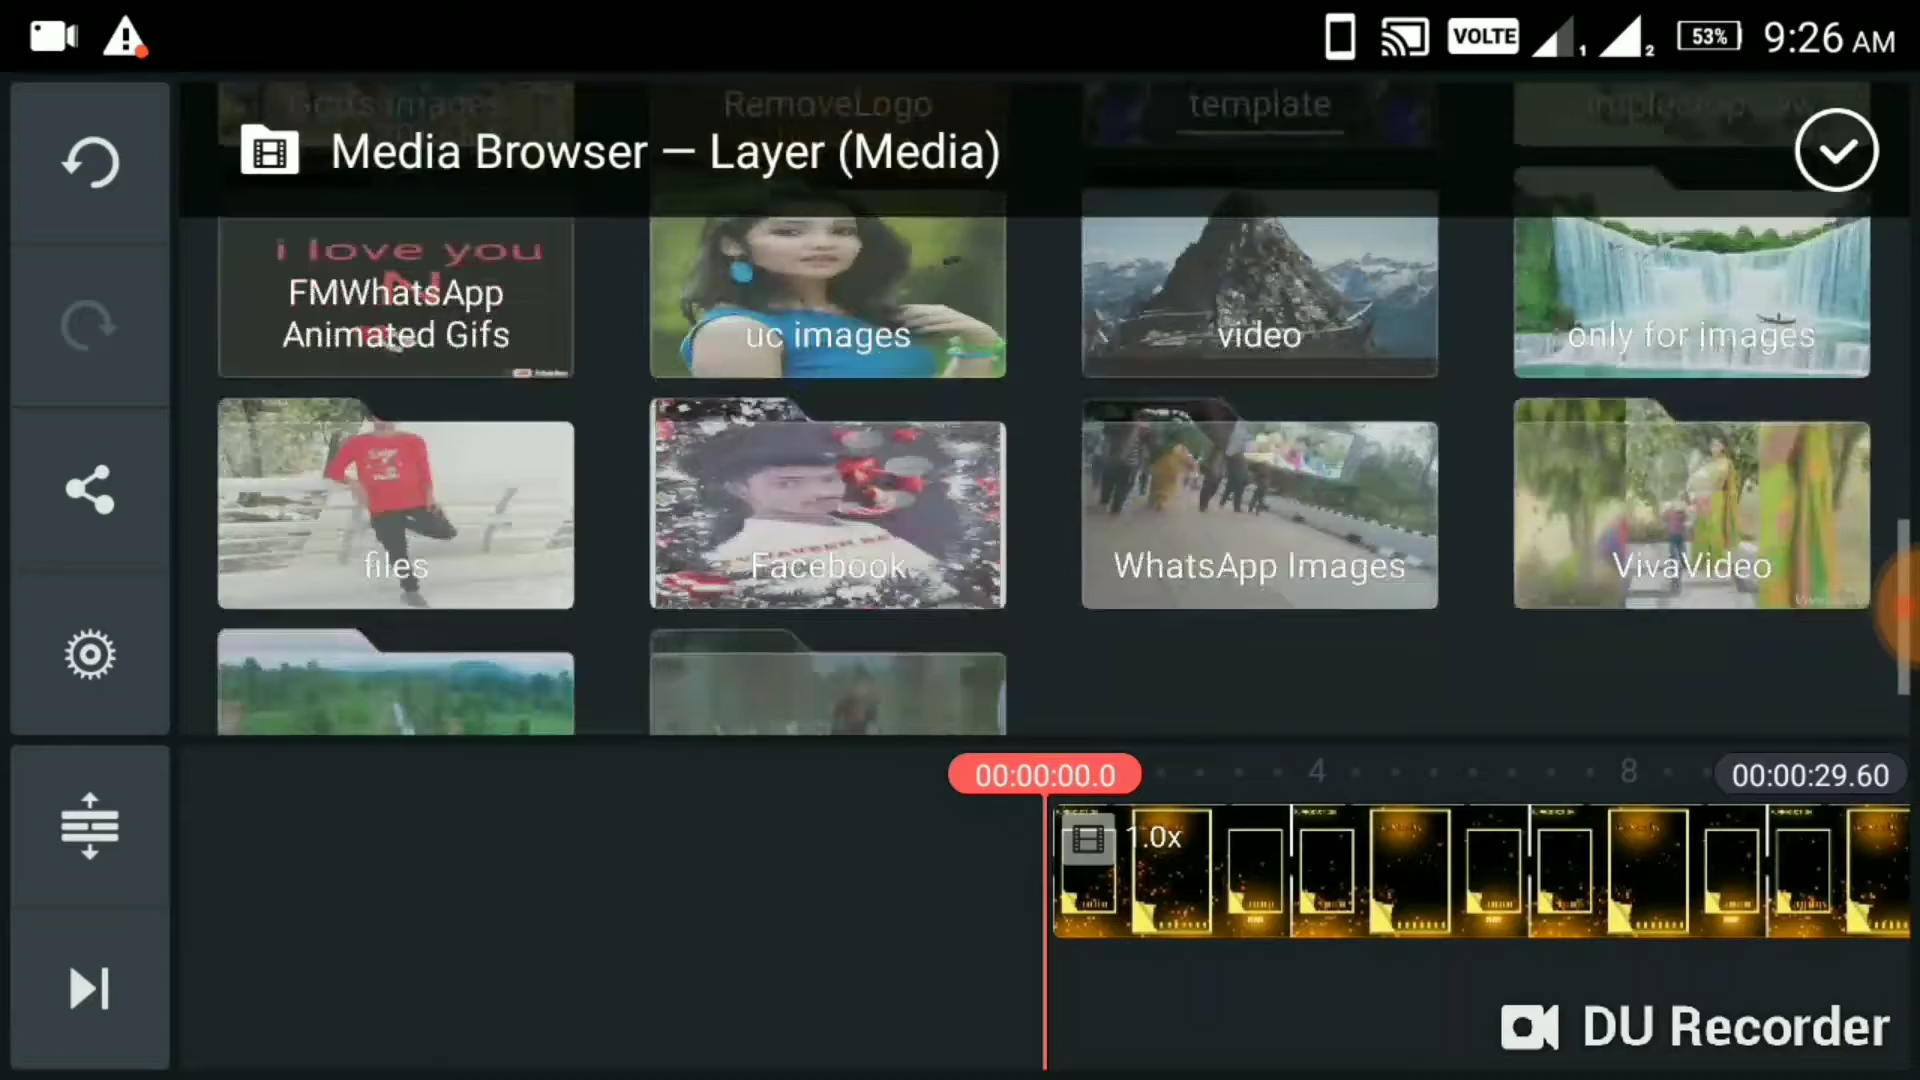 VOLTE 1 2 53% 9:26 AM
RemoveLogo
template
Media Browser – Layer (Media)
i love you
N
FMWhatsApp
Animated Gifs
uc images
video
only for images
files
Facebook
WhatsApp Images
VivaVideo
00:00:00.0
4
8
00:00:29.60
1.0x
DU Recorder